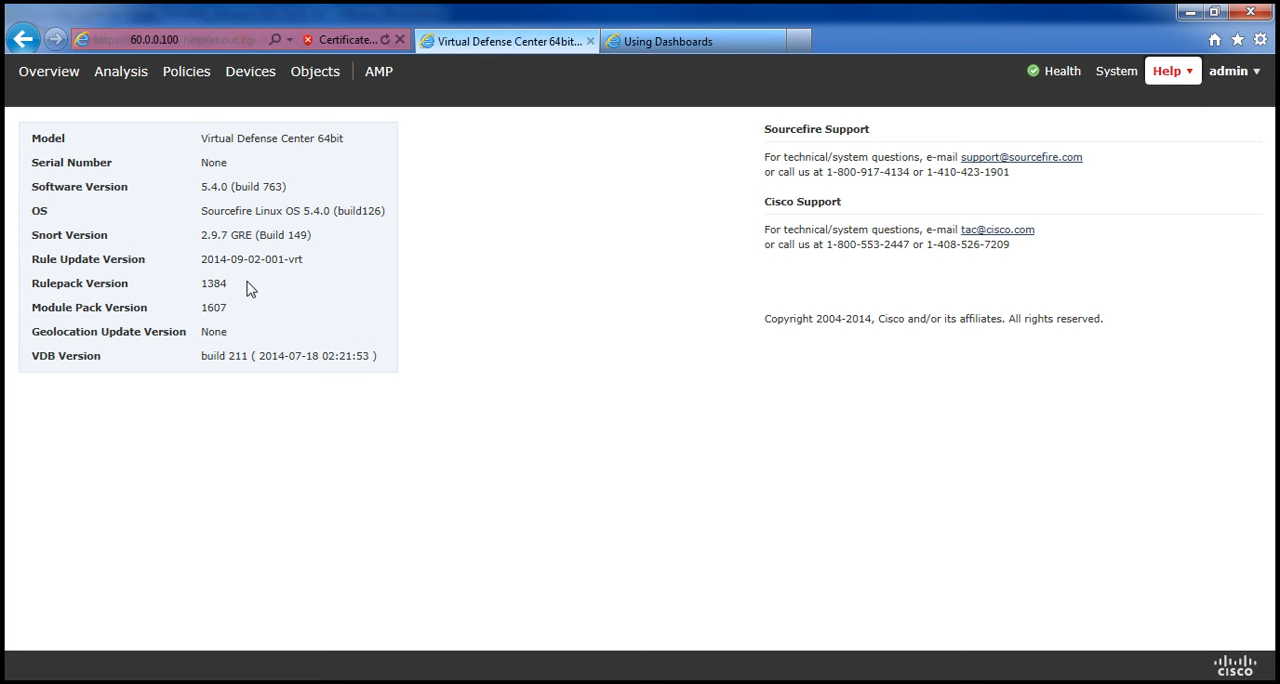 https://60.0.0.100/help/about.cgi
Certificate...
Virtual Defense Center 64bit...
Using Dashboards
Overview Analysis Policies Devices Objects AMP
Health System Help admin
Model Virtual Defense Center 64bit
Serial Number None
Software Version 5.4.0 (build 763)
OS Sourcefire Linux OS 5.4.0 (build126)
Snort Version 2.9.7 GRE (Build 149)
Rule Update Version 2014-09-02-001-vrt
Rulepack Version 1384
Module Pack Version 1607
Geolocation Update Version None
VDB Version build 211 ( 2014-07-18 02:21:53 )
Sourcefire Support
For technical/system questions, e-mail support@sourcefire.com
or call us at 1-800-917-4134 or 1-410-423-1901
Cisco Support
For technical/system questions, e-mail tac@cisco.com
or call us at 1-800-553-2447 or 1-408-526-7209
Copyright 2004-2014, Cisco and/or its affiliates. All rights reserved.
CISCO